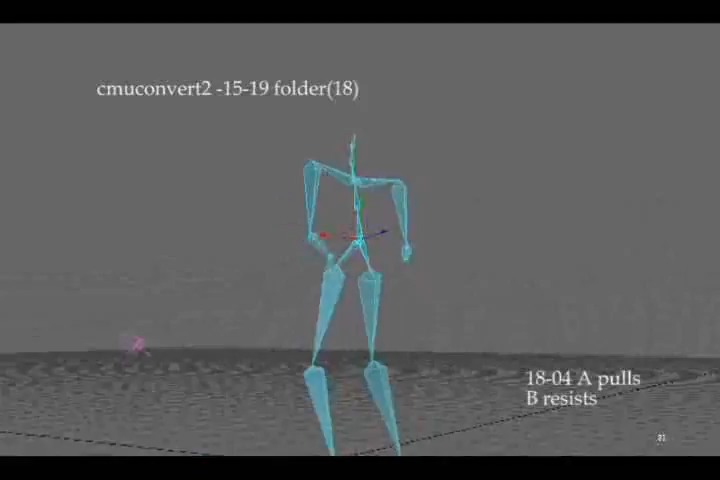 cmuconvert2 -15-19 folder(18)
18-04 A pulls
B resists